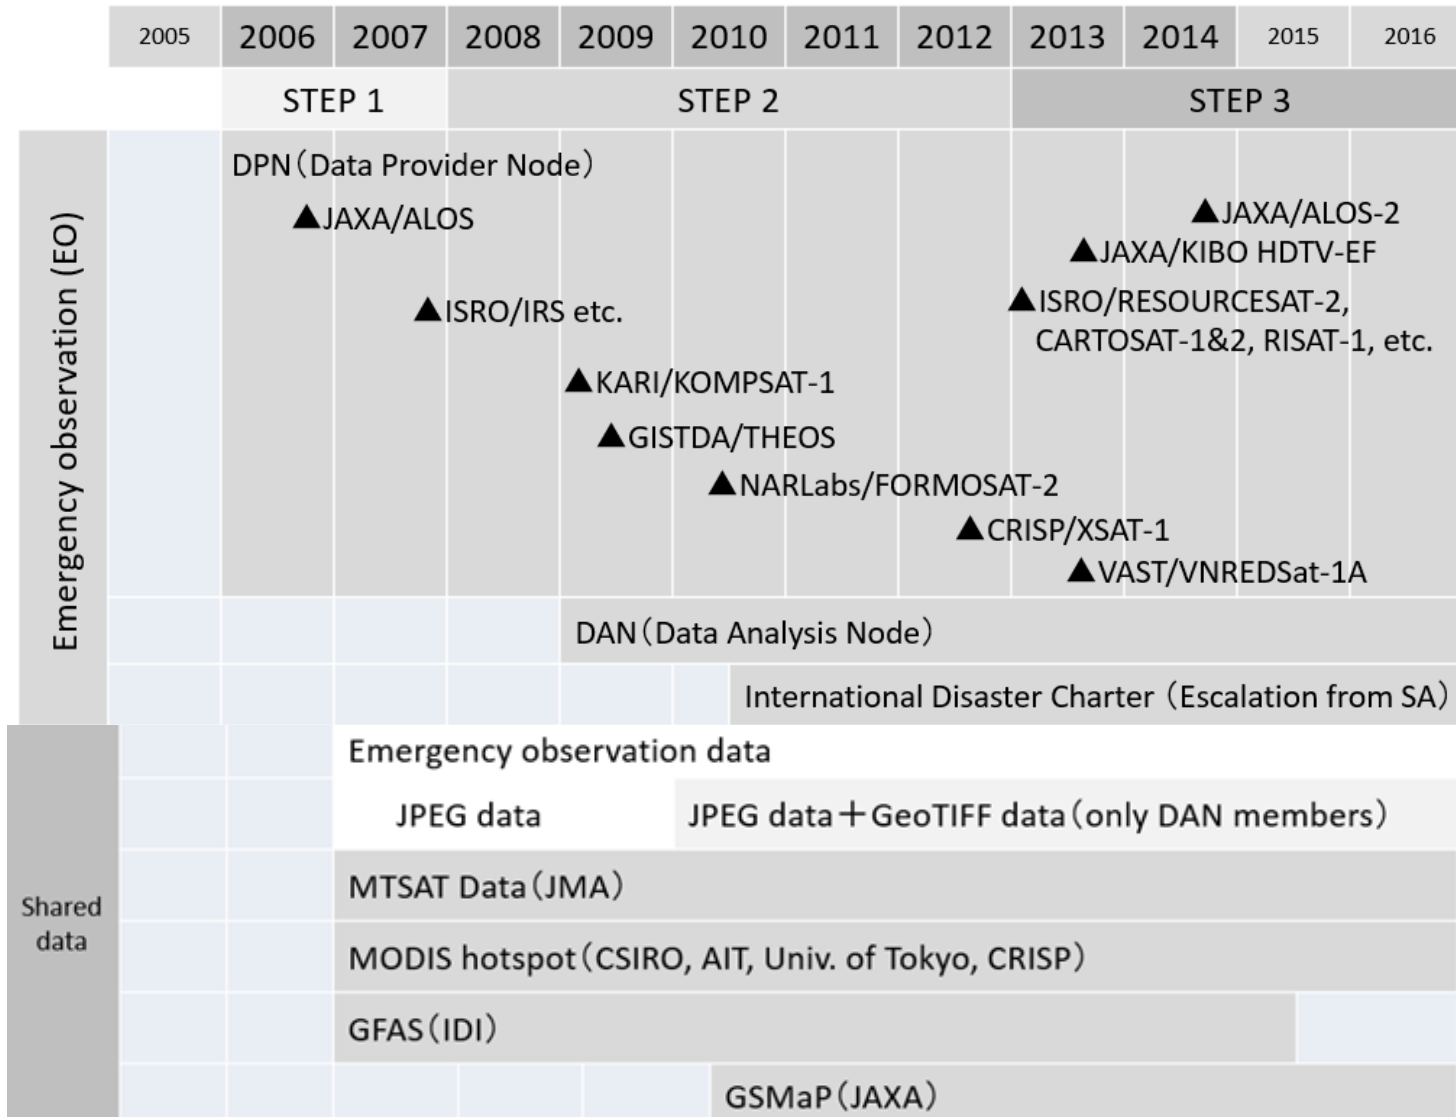 2005 2006 2007 2008 2009 2010 2011 2012 2013 2014 2015 2016
STEP 1 STEP 2 STEP 3
Emergency observation (EO)
DPN（Data Provider Node）
▲JAXA/ALOS
▲JAXA/ALOS-2
▲JAXA/KIBO HDTV-EF
▲ISRO/IRS etc.
▲ISRO/RESOURCESAT-2,
CARTOSAT-1&2, RISAT-1, etc.
▲KARI/KOMPSAT-1
▲GISTDA/THEOS
▲NARLabs/FORMOSAT-2
▲CRISP/XSAT-1
▲VAST/VNREDSat-1A
DAN（Data Analysis Node）
International Disaster Charter（Escalation from SA）
Shared
data
Emergency observation data
JPEG data JPEG data＋GeoTIFF data（only DAN members）
MTSAT Data（JMA）
MODIS hotspot（CSIRO, AIT, Univ. of Tokyo, CRISP）
GFAS（IDI）
GSMaP（JAXA）